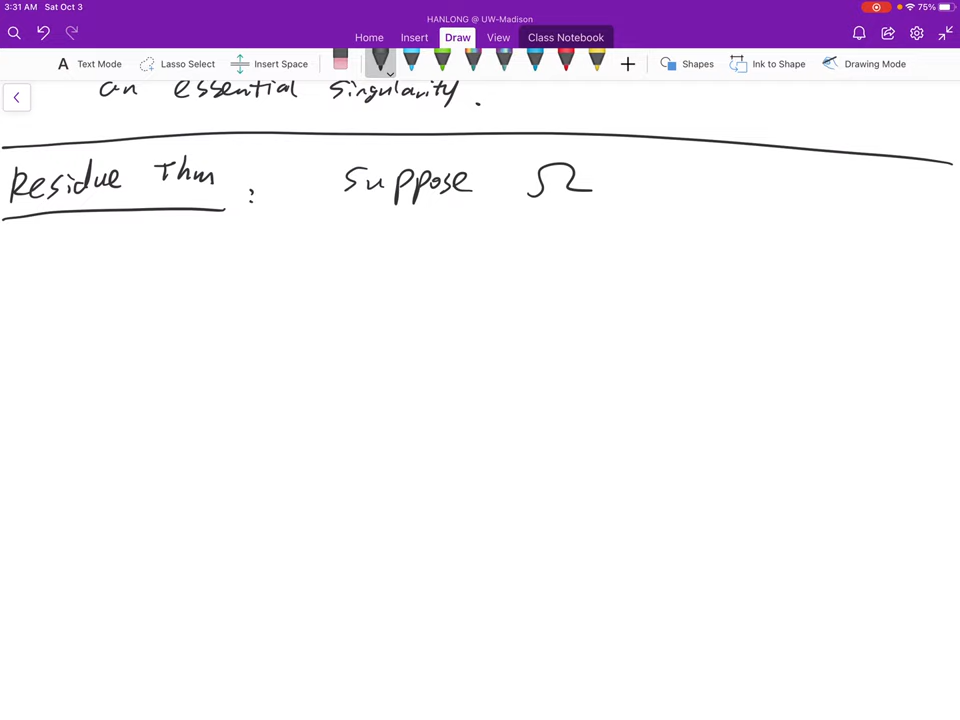 3:31 AM Sat Oct 3
75%
HANLONG @ UW-Madison
Home Insert Draw View Class Notebook
A Text Mode Lasso Select Insert Space Shapes Ink to Shape Drawing Mode
an essential singularity.
Residue Thm : Suppose Ω